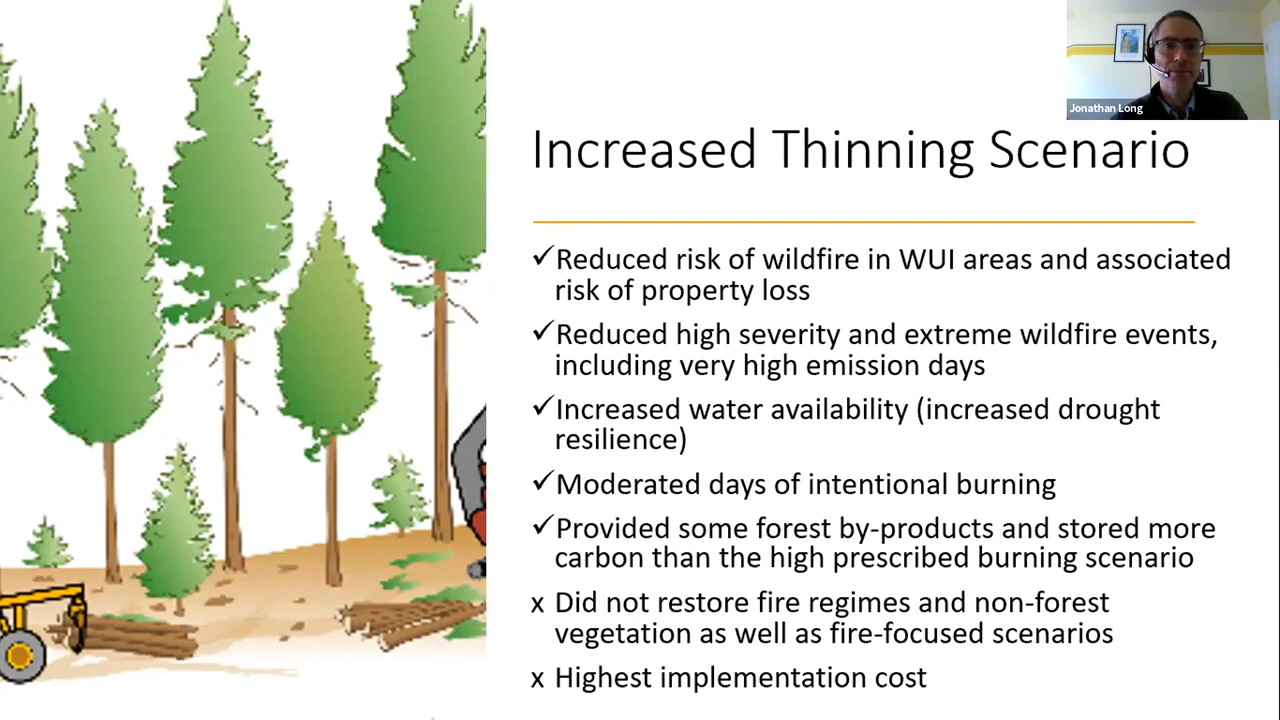 Jonathan Long
Increased Thinning Scenario
✓Reduced risk of wildfire in WUI areas and associated
risk of property loss
✓Reduced high severity and extreme wildfire events,
including very high emission days
✓Increased water availability (increased drought
resilience)
✓Moderated days of intentional burning
✓Provided some forest by-products and stored more
carbon than the high prescribed burning scenario
x Did not restore fire regimes and non-forest
vegetation as well as fire-focused scenarios
x Highest implementation cost